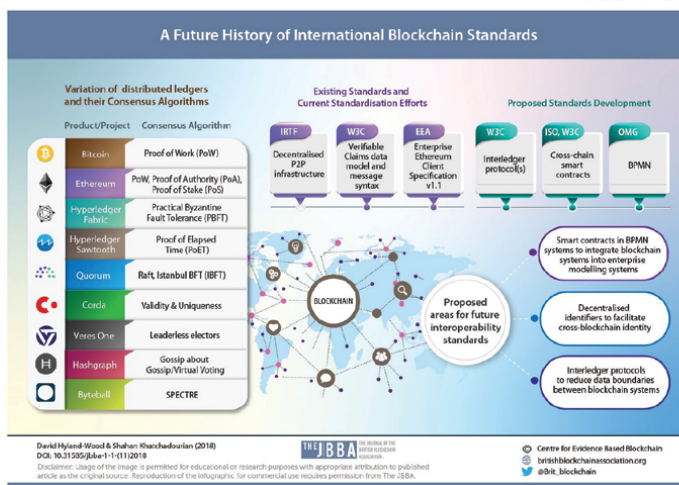 A Future History of International Blockchain Standards
Variation of distributed ledgers
and their Consensus Algorithms
Product/Project Consensus Algorithm
Bitcoin Proof of Work (PoW)
Ethereum PoW, Proof of Authority (PoA),
Proof of Stake (PoS)
Hyperledger
Fabric
Practical Byzantine
Fault Tolerance (PBFT)
Hyperledger
Sawtooth
Proof of Elapsed
Time (PoET)
Quorum Raft, Istanbul BFT (IBFT)
Corda Validity & Uniqueness
Veres One Leaderless electors
Hashgraph
Gossip about
Gossip/Virtual Voting
Byteball SPECTRE
Existing Standards and
Current Standardisation Efforts
IRTF
Decentralised
P2P
infrastructure
W3C
Verifiable
Claims data
model and
message
syntax
EEA
Enterprise
Ethereum
Client
Specification
v1.1
Proposed Standards Development
W3C
Interledger
protocol(s)
ISO, W3C
Cross-chain
smart
contracts
OMG
BPMN
BLOCKCHAIN
Proposed
areas for future
interoperability
standards
Smart contracts in BPMN
systems to integrate blockchain
systems into enterprise
modelling systems
Decentralised
identifiers to facilitate
cross-blockchain identity
Interledger protocols
to reduce data boundaries
between blockchain systems
David Hyland-Wood & Shahan Khatchadourian (2018)
DOI: 10.31585/jbba-1-1-(11)2018
Disclaimer: Usage of the image is permitted for educational or research purposes with appropriate attribution to published
article as the original source. Reproduction of the infographic for commercial use requires permission from The JBBA.
THE JBBA
THE JOURNAL OF THE
BRITISH BLOCKCHAIN
ASSOCIATION
© Centre for Evidence Based Blockchain
britishblockchainassociation.org
@Brit_blockchain